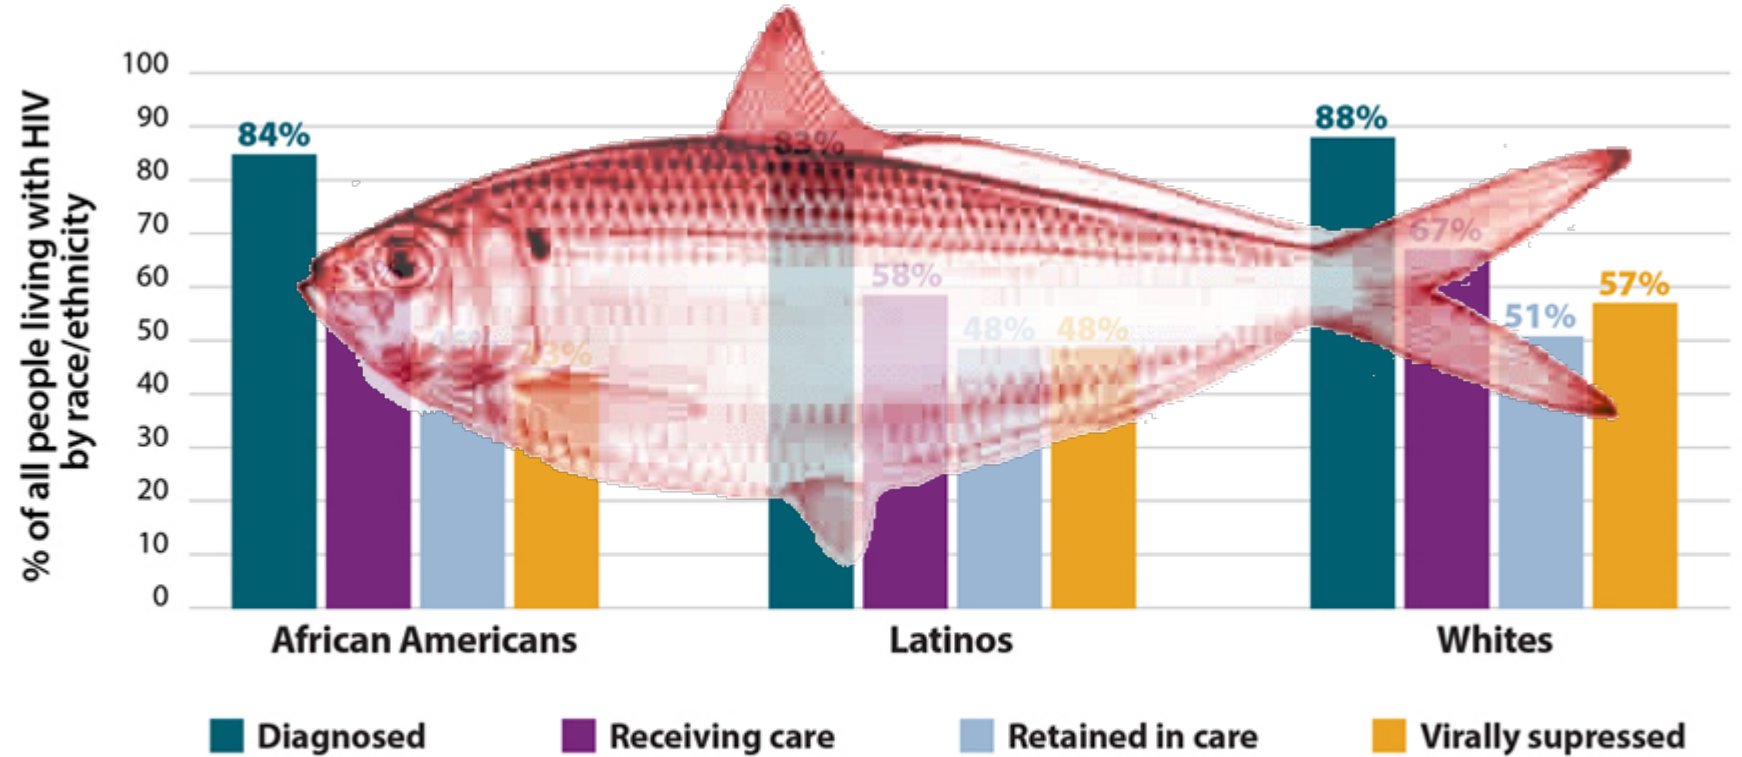 % of all people living with HIV
by race/ethnicity
100
90
80
70
60
50
40
30
20
10
0
84%
43%
83%
58%
48%
48%
88%
67%
51%
57%
African Americans
Latinos
Whites
Diagnosed
Receiving care
Retained in care
Virally supressed